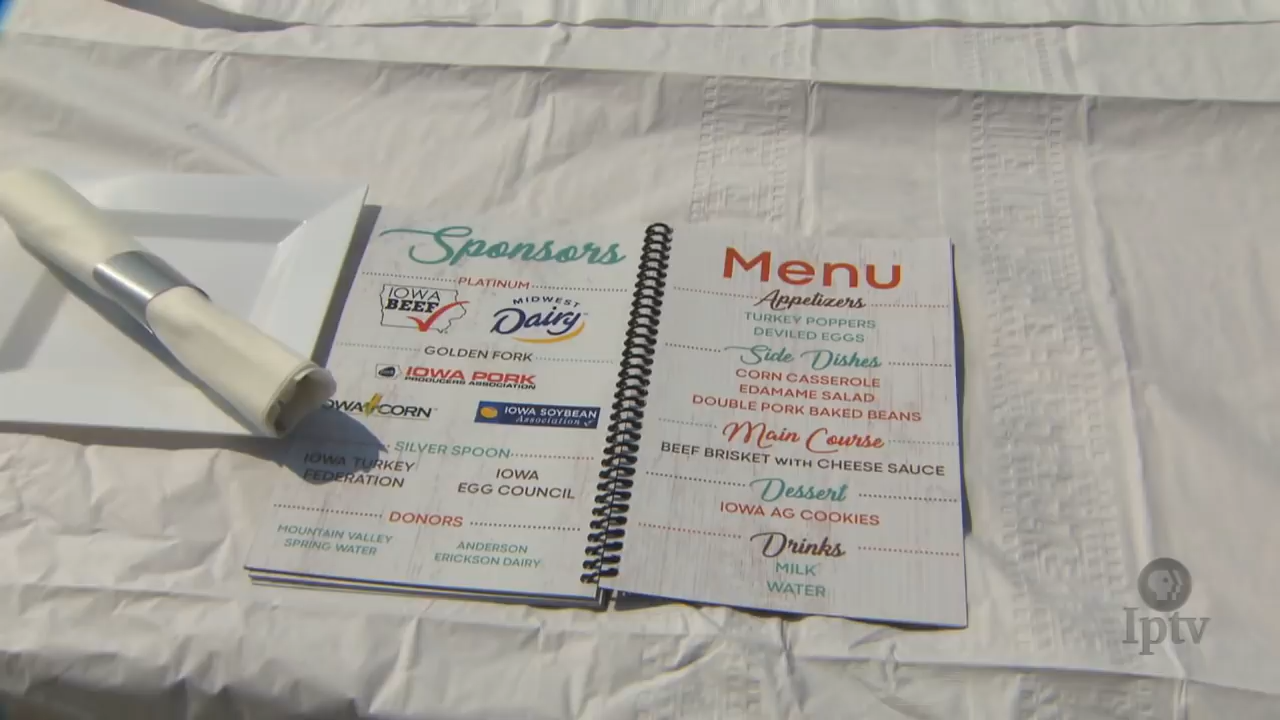 Sponsors
PLATINUM
IOWA
BEEF
MIDWEST
Dairy
GOLDEN FORK
IOWA PORK
PRODUCERS ASSOCIATION
IOWA CORN
IOWA SOYBEAN
Association
SILVER SPOON
IOWA TURKEY
FEDERATION
IOWA
EGG COUNCIL
DONORS
MOUNTAIN VALLEY
SPRING WATER
ANDERSON
ERICKSON DAIRY
Menu
Appetizers
TURKEY POPPERS
DEVILED EGGS
Side Dishes
CORN CASSEROLE
EDAMAME SALAD
DOUBLE PORK BAKED BEANS
Main Course
BEEF BRISKET WITH CHEESE SAUCE
Dessert
IOWA AG COOKIES
Drinks
MILK
WATER
Iptv